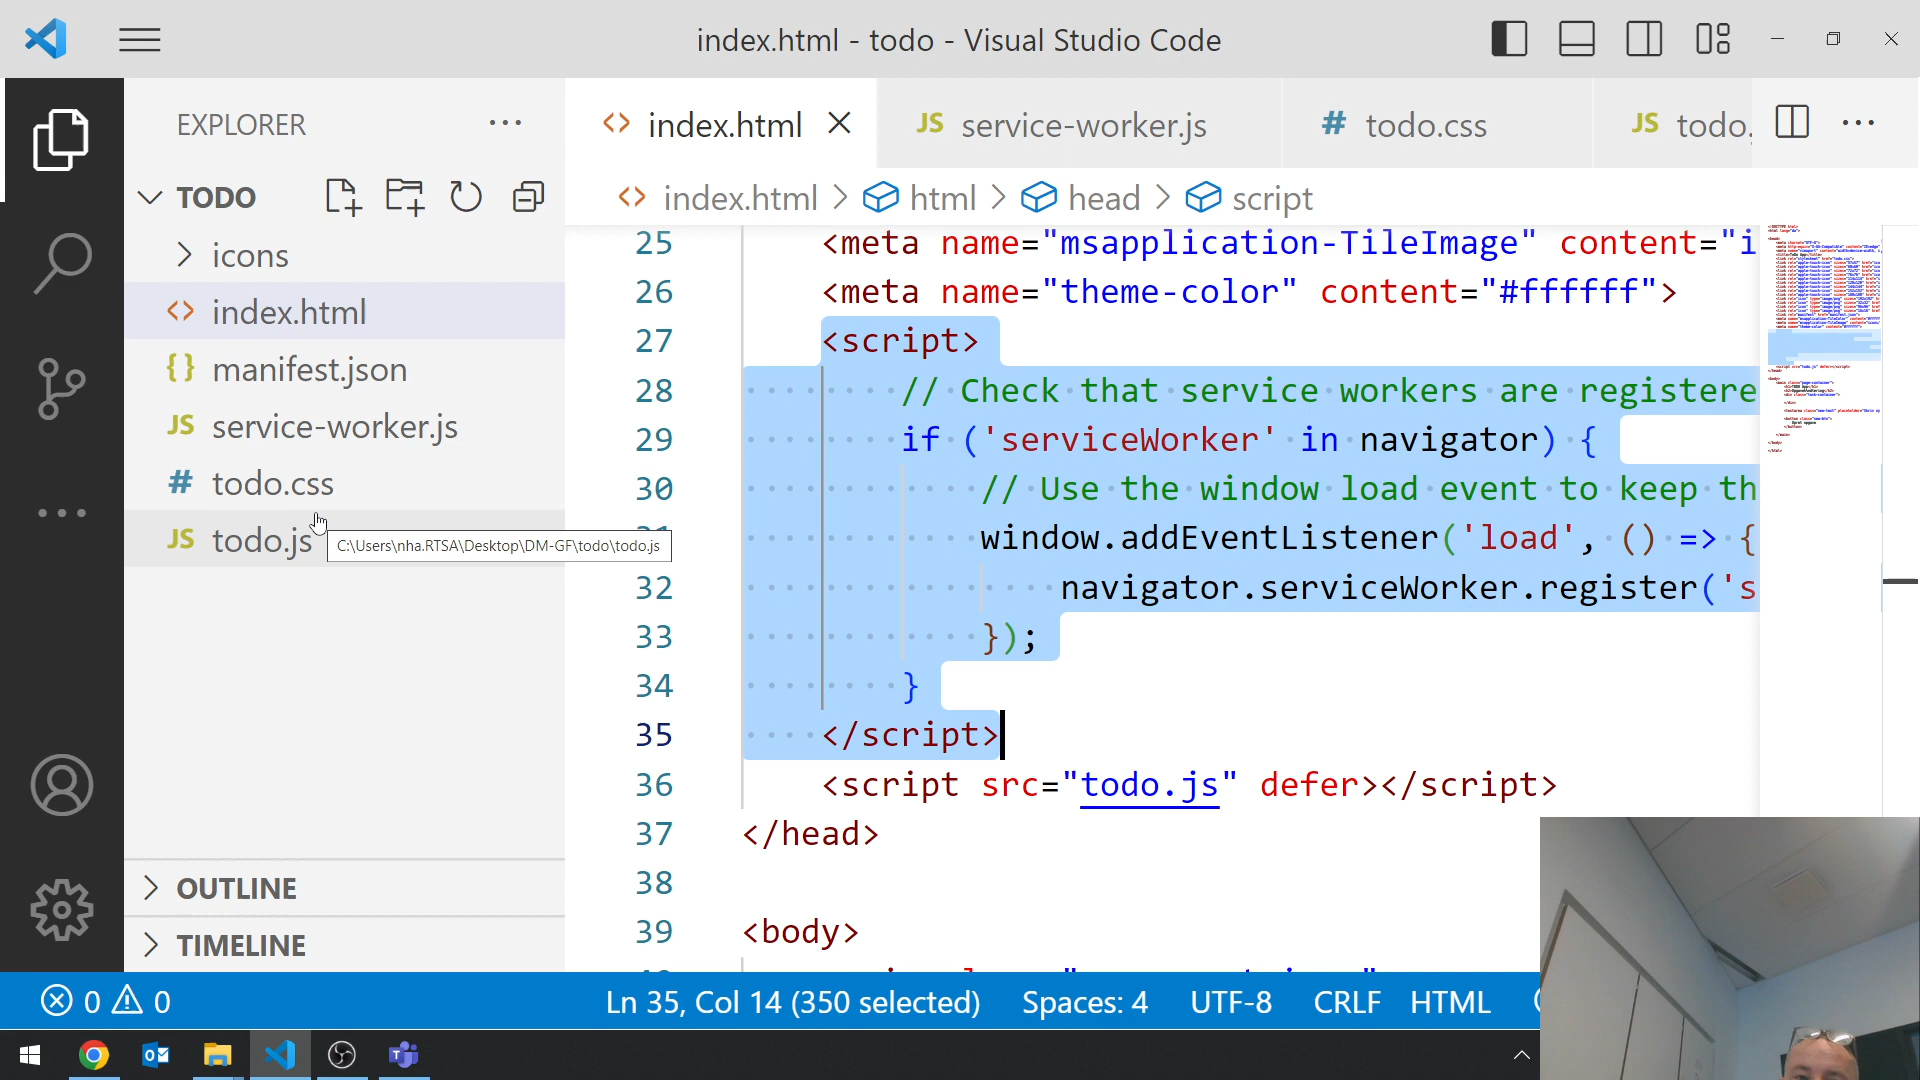 index.html - todo - Visual Studio Code
EXPLORER
TODO
icons
index.html
manifest.json
service-worker.js
todo.css
todo.js
C:\Users\nha.RTSA\Desktop\DM-GF\todo\todo.js
OUTLINE
TIMELINE
index.html
JS service-worker.js
# todo.css
JS todo.
index.html > html > head > script
25 <meta name="msapplication-TileImage" content="i
26 <meta name="theme-color" content="#ffffff">
27 <script>
28 // Check that service workers are registere
29 if ('serviceWorker' in navigator) {
30 // Use the window load event to keep th
window.addEventListener('load', () => {
32 navigator.serviceWorker.register('s
33 });
34 }
35 </script>
36 <script src="todo.js" defer></script>
37 </head>
38
39 <body>
0 0
Ln 35, Col 14 (350 selected)
Spaces: 4
UTF-8
CRLF
HTML